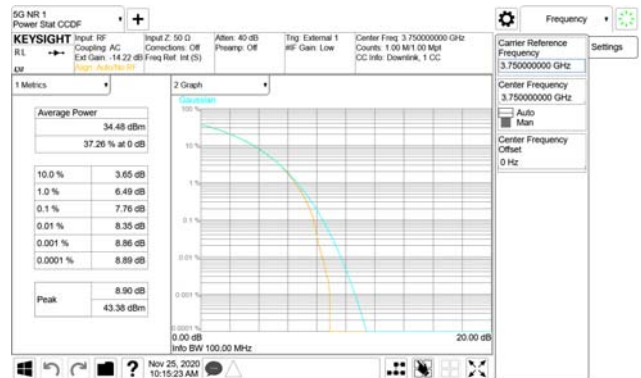 5G NR 1
Power Stat CCDF
KEYSIGHT
RL
Input: RF
Coupling: AC
Ext Gain: -14.22 dB
Align: Auto/No RF
Input Z: 50 Ω
Corrections: Off
Freq Ref: Int (S)
Atten: 40 dB
Preamp: Off
Trig: External 1
#IF Gain: Low
Center Freq: 3.750000000 GHz
Counts: 1.00 M/1.00 Mpt
CC Info: Downlink, 1 CC
1 Metrics
Average Power
34.48 dBm
37.26 % at 0 dB
10.0 % 3.65 dB
1.0 % 6.49 dB
0.1 % 7.76 dB
0.01 % 8.35 dB
0.001 % 8.86 dB
0.0001 % 8.89 dB
Peak
8.90 dB
43.38 dBm
2 Graph
Gaussian
100 %
10 %
1 %
0.1 %
0.01 %
0.001 %
0.0001 %
0.00 dB
20.00 dB
Info BW 100.00 MHz
Frequency
Settings
Carrier Reference
Frequency
3.750000000 GHz
Center Frequency
3.750000000 GHz
Auto
Man
Center Frequency
Offset
0 Hz
Nov 25, 2020
10:15:23 AM